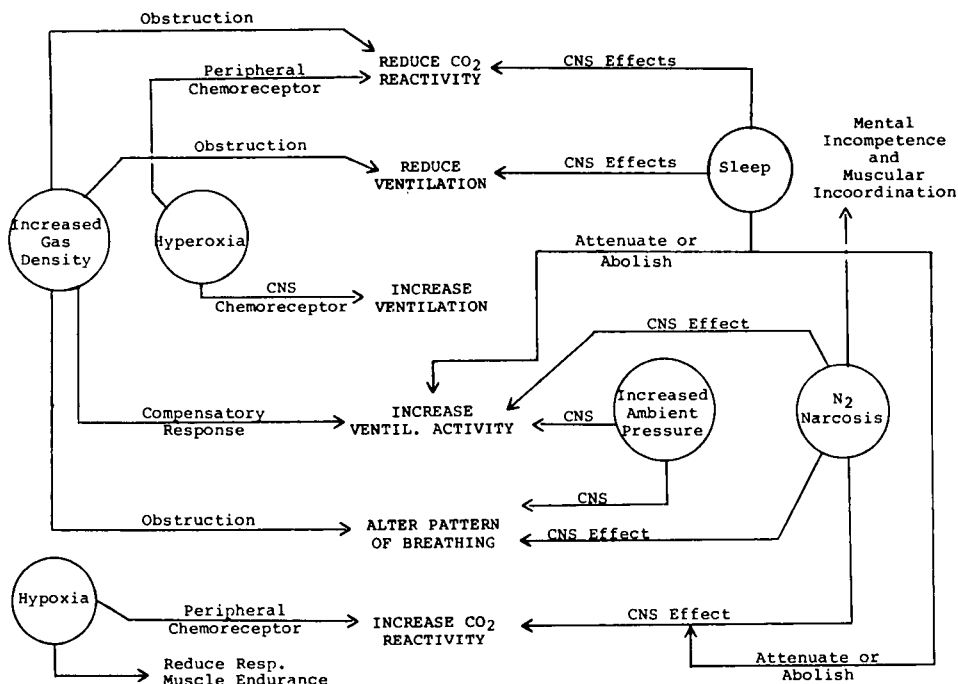 Obstruction
REDUCE CO2
REACTIVITY
CNS Effects
Peripheral
Chemoreceptor
Mental
Incompetence
and
Muscular
Incoordination
Obstruction
REDUCE
VENTILATION
CNS Effects
Sleep
Increased
Gas
Density
Hyperoxia
Attenuate or
Abolish
CNS
Chemoreceptor
INCREASE
VENTILATION
CNS Effect
Increased
Ambient
Pressure
N2
Narcosis
Compensatory
Response
INCREASE
VENTIL. ACTIVITY
CNS
CNS
Obstruction
ALTER PATTERN
OF BREATHING
CNS Effect
Hypoxia
Peripheral
Chemoreceptor
INCREASE CO2
REACTIVITY
CNS Effect
Attenuate or
Abolish
Reduce Resp.
Muscle Endurance